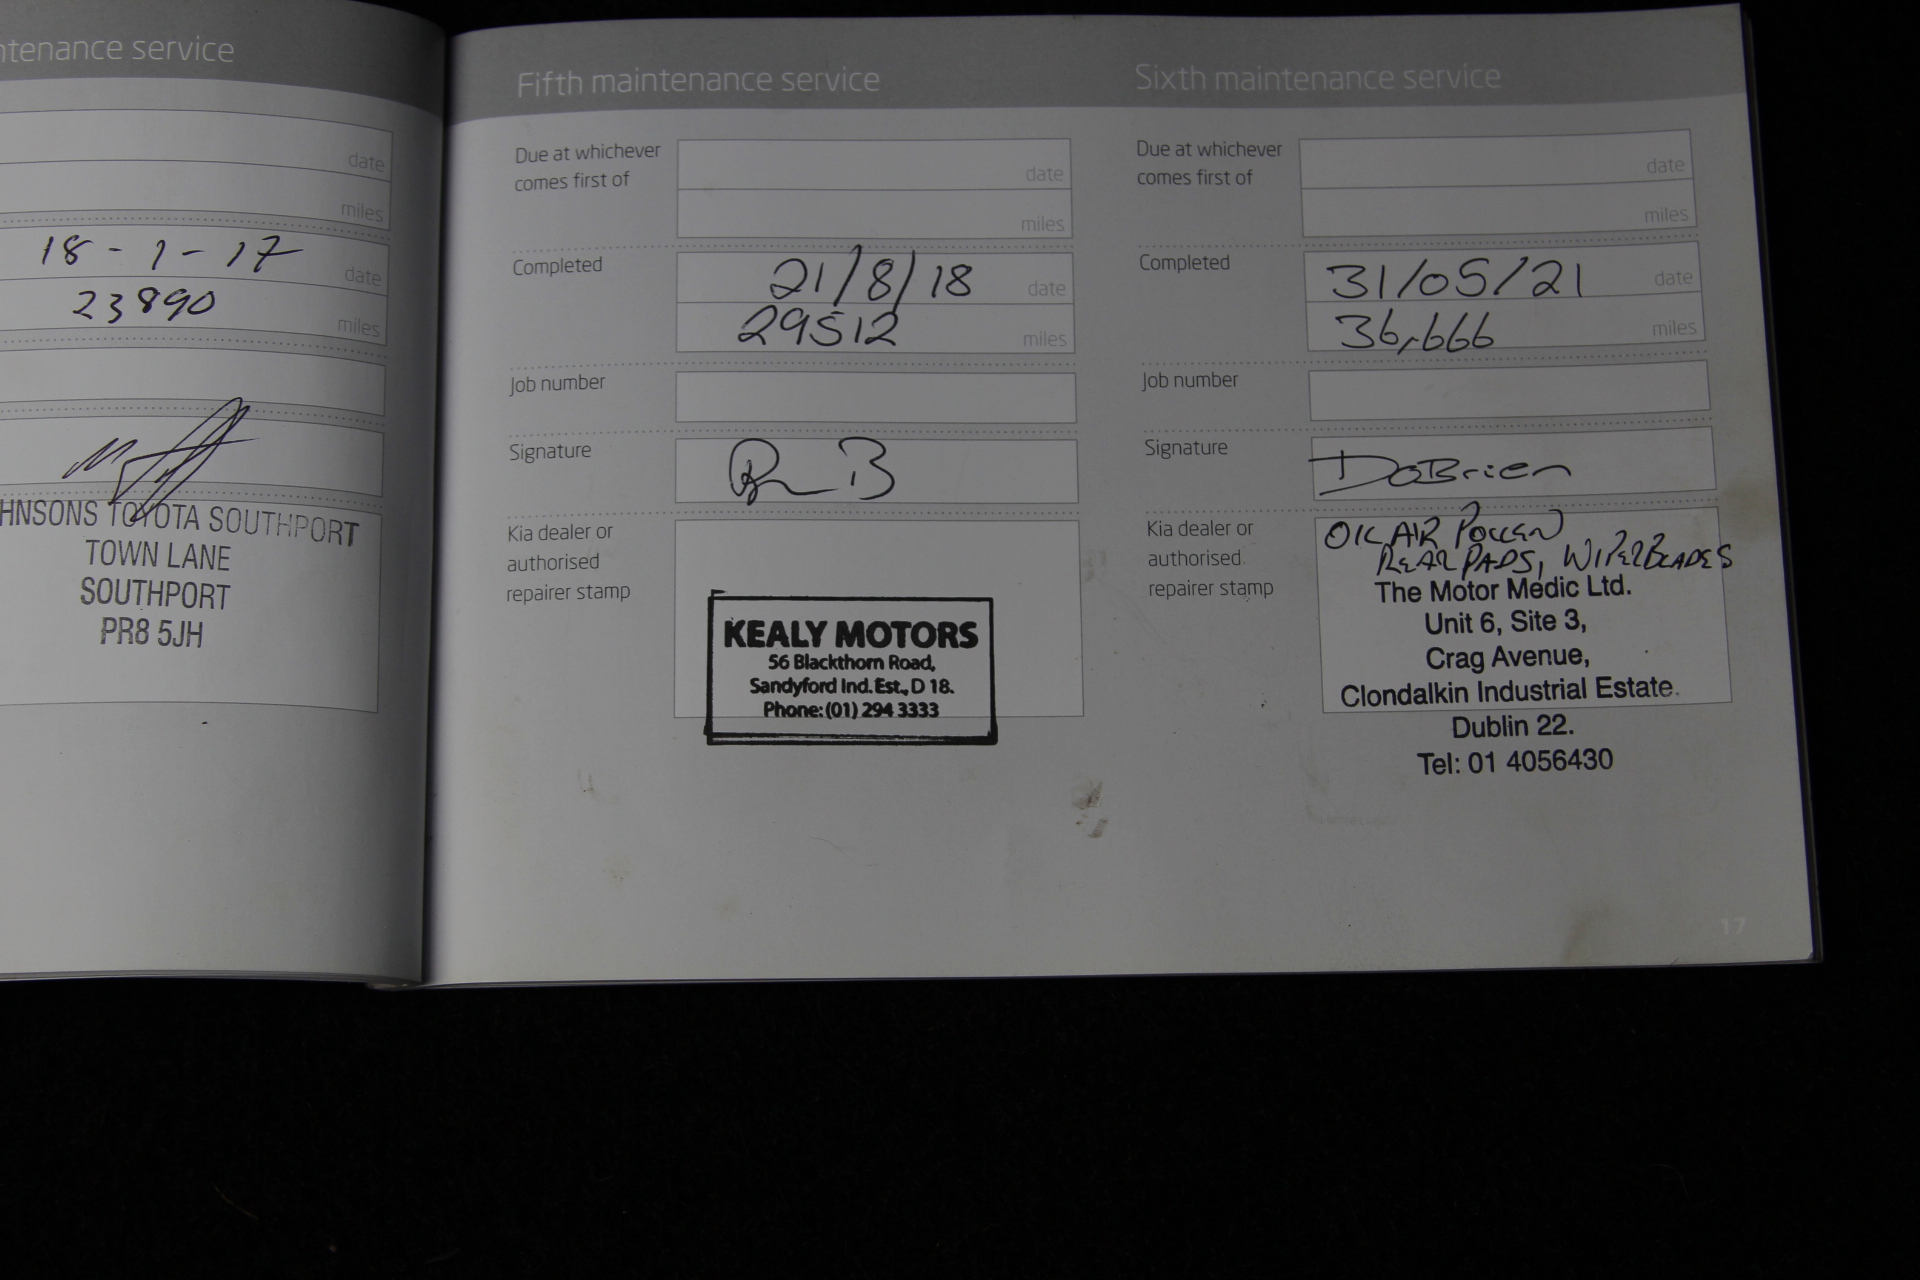 ntenance service
date
miles
18-1-17 date
23890 miles
HNSONS TOYOTA SOUTHPORT
TOWN LANE
SOUTHPORT
PR8 5JH
Fifth maintenance service
Due at whichever
comes first of
date
miles
Completed
21/8/18 date
29512 miles
Job number
Signature
Kia dealer or
authorised
repairer stamp
KEALY MOTORS
56 Blackthorn Road,
Sandyford Ind. Est., D 18.
Phone: (01) 294 3333
Sixth maintenance service
Due at whichever
comes first of
date
miles
Completed
31/05/21 date
36,666 miles
Job number
Signature
DOBrien
Kia dealer or
authorised
repairer stamp
OIL AIR POLLEN
REAR PADS, WIPER BLADES
The Motor Medic Ltd.
Unit 6, Site 3,
Crag Avenue,
Clondalkin Industrial Estate.
Dublin 22.
Tel: 01 4056430
17